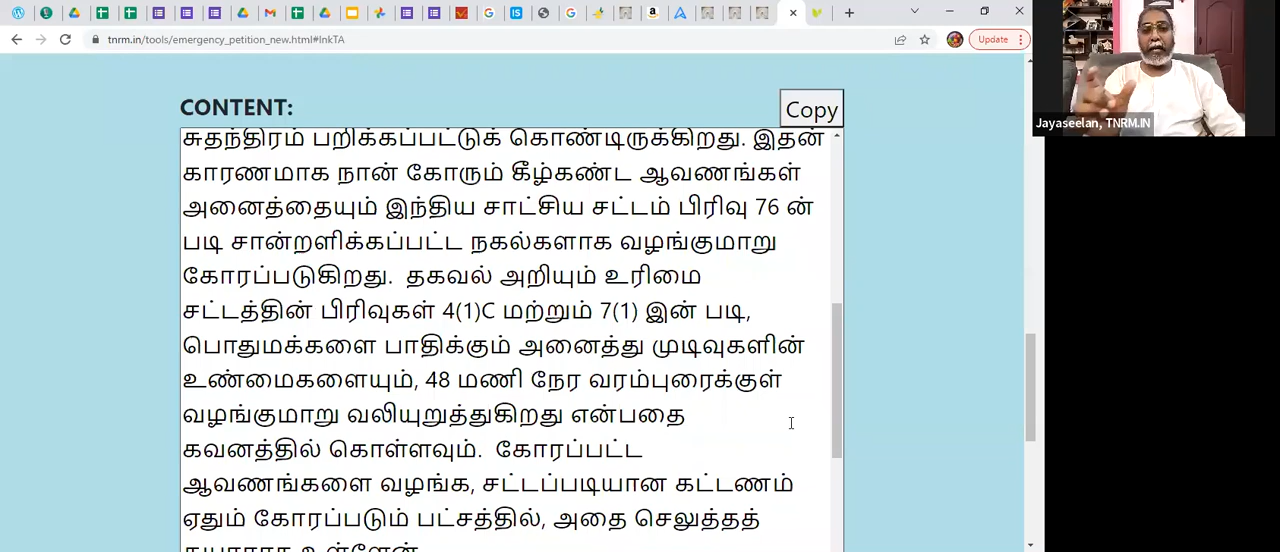 Update
tnrm.in/tools/emergency_petition_new.html#lnkTA
Jayaseelan, TNRM.IN
CONTENT:
Copy
சுதந்திரம் பறிக்கப்பட்டுக் கொண்டிருக்கிறது. இதன்
காரணமாக நான் கோரும் கீழ்கண்ட ஆவணங்கள்
அனைத்தையும் இந்திய சாட்சிய சட்டம் பிரிவு 76 ன்
படி சான்றளிக்கப்பட்ட நகல்களாக வழங்குமாறு
கோரப்படுகிறது. தகவல் அறியும் உரிமை
சட்டத்தின் பிரிவுகள் 4(1)C மற்றும் 7(1) இன் படி,
பொதுமக்களை பாதிக்கும் அனைத்து முடிவுகளின்
உண்மைகளையும், 48 மணி நேர வரம்புரைக்குள்
வழங்குமாறு வலியுறுத்துகிறது என்பதை
கவனத்தில் கொள்ளவும். கோரப்பட்ட
ஆவணங்களை வழங்க, சட்டப்படியான கட்டணம்
ஏதும் கோரப்படும் பட்சத்தில், அதை செலுத்தத்
தயாராக உள்ளேன்